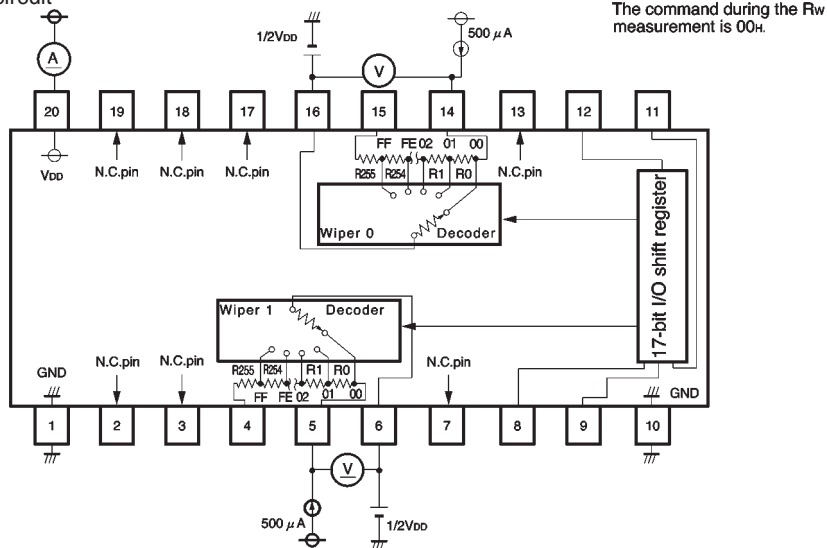 circuit
The command during the Rw
measurement is 00H.
1/2VDD
500 μA
A
V
20
19
18
17
16
15
14
13
12
11
VDD
N.C.pin
N.C.pin
N.C.pin
FF FE 02 01 00
R255 R254 R1 R0
N.C.pin
Wiper 0 Decoder
17-bit I/O shift register
Wiper 1 Decoder
R255 R254 R1 R0
FF FE 02 01 00
GND
N.C.pin
N.C.pin
N.C.pin
GND
1
2
3
4
5
6
7
8
9
10
V
500 μA
1/2VDD